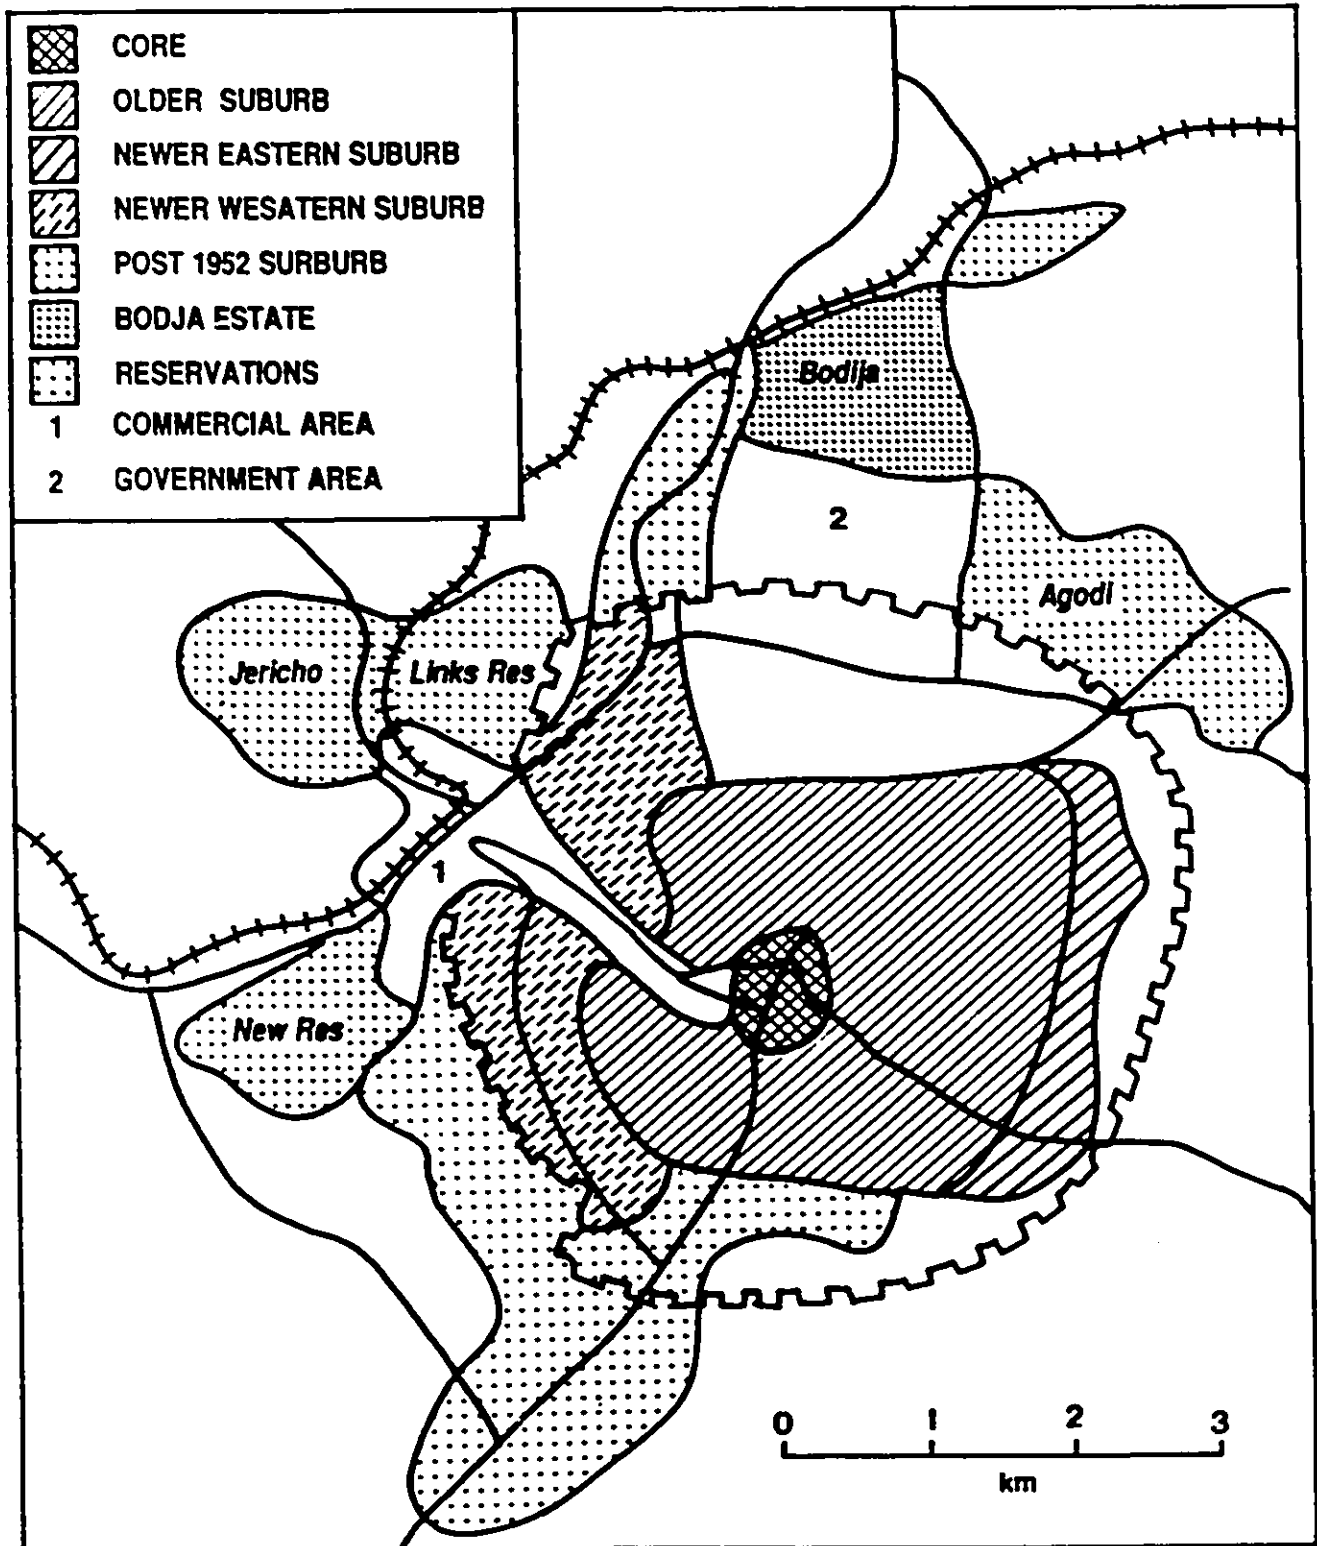 CORE
OLDER SUBURB
NEWER EASTERN SUBURB
NEWER WESATERN SUBURB
POST 1952 SURBURB
BODJA ESTATE
RESERVATIONS
1 COMMERCIAL AREA
2 GOVERNMENT AREA
Bodija
2
Agodi
Jericho
Links Res
1
New Res
0 1 2 3
km